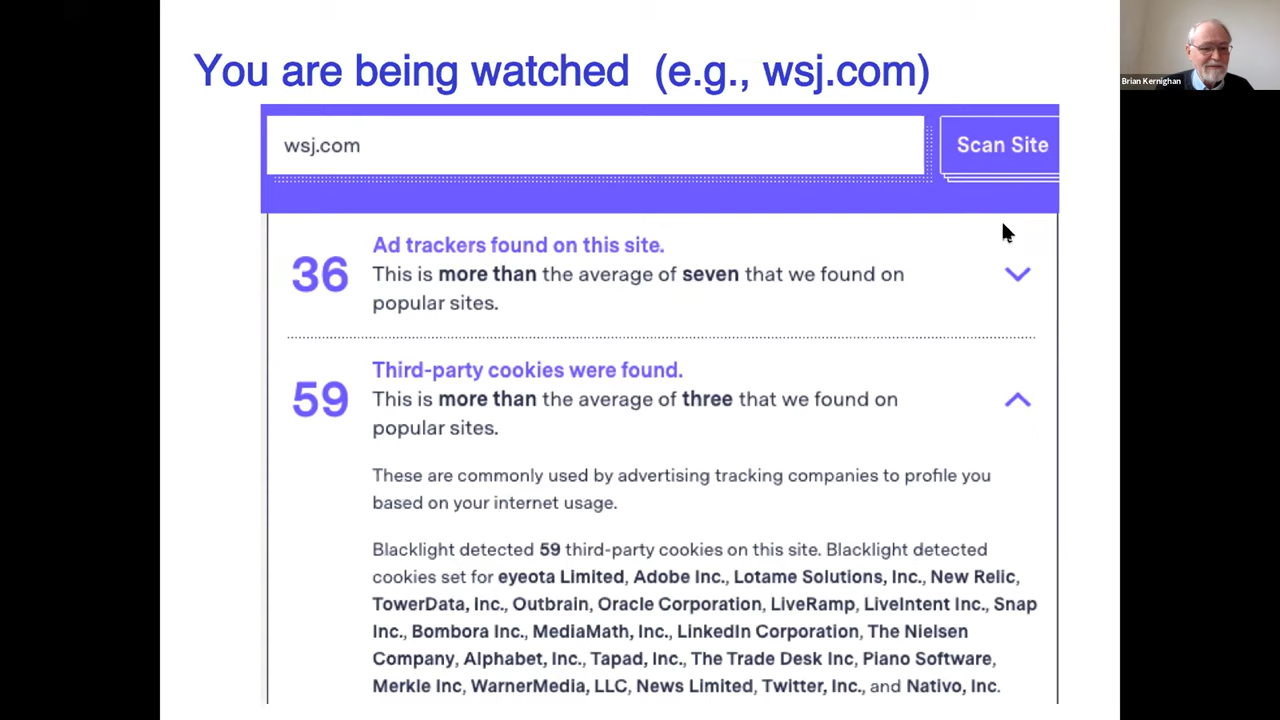 You are being watched (e.g., wsj.com)
Brian Kernighan
wsj.com
Scan Site
36
Ad trackers found on this site.
This is more than the average of seven that we found on
popular sites.
59
Third-party cookies were found.
This is more than the average of three that we found on
popular sites.
These are commonly used by advertising tracking companies to profile you
based on your internet usage.
Blacklight detected 59 third-party cookies on this site. Blacklight detected
cookies set for eyeota Limited, Adobe Inc., Lotame Solutions, Inc., New Relic,
TowerData, Inc., Outbrain, Oracle Corporation, LiveRamp, LiveIntent Inc., Snap
Inc., Bombora Inc., MediaMath, Inc., LinkedIn Corporation, The Nielsen
Company, Alphabet, Inc., Tapad, Inc., The Trade Desk Inc, Piano Software,
Merkle Inc, WarnerMedia, LLC, News Limited, Twitter, Inc., and Nativo, Inc.